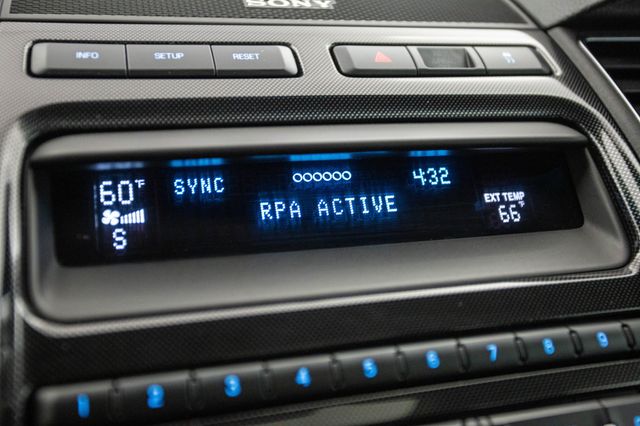 SONY
INFO SETUP RESET
60°F SYNC 432
RPA ACTIVE
S
EXT TEMP
66°F
1 2 3 4 5 6 7 8 9